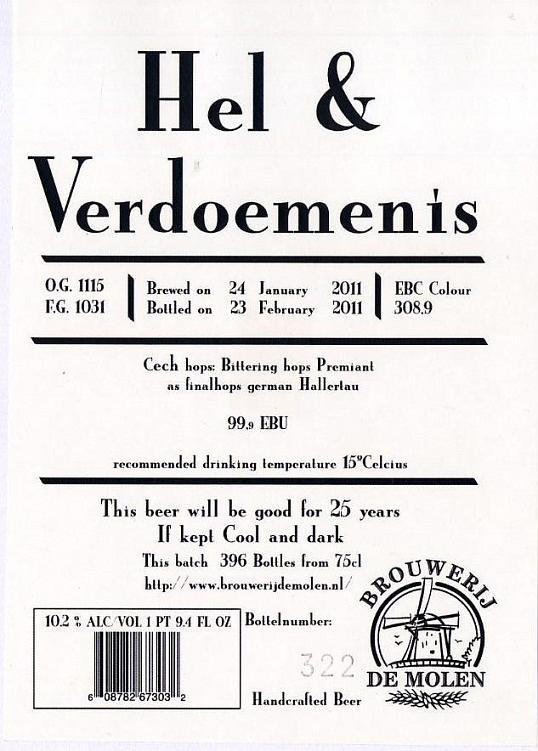 Hel &
Verdoemenis
O.G. 1115
F.G. 1031
Brewed on 24 January 2011
Bottled on 23 February 2011
EBC Colour
308.9
Cech hops: Bittering hops Premiant
as finalhops german Hallertau
99,9 EBU
recommended drinking temperature 15°Celcius
This beer will be good for 25 years
If kept Cool and dark
This batch 396 Bottles from 75cl
http://www.brouwerijdemolen.nl/
10.2 % ALC/VOL 1 PT 9.4 FL OZ
6 08782 67303 2
Bottelnumber:
322
Handcrafted Beer
BROUWERIJ
DE MOLEN